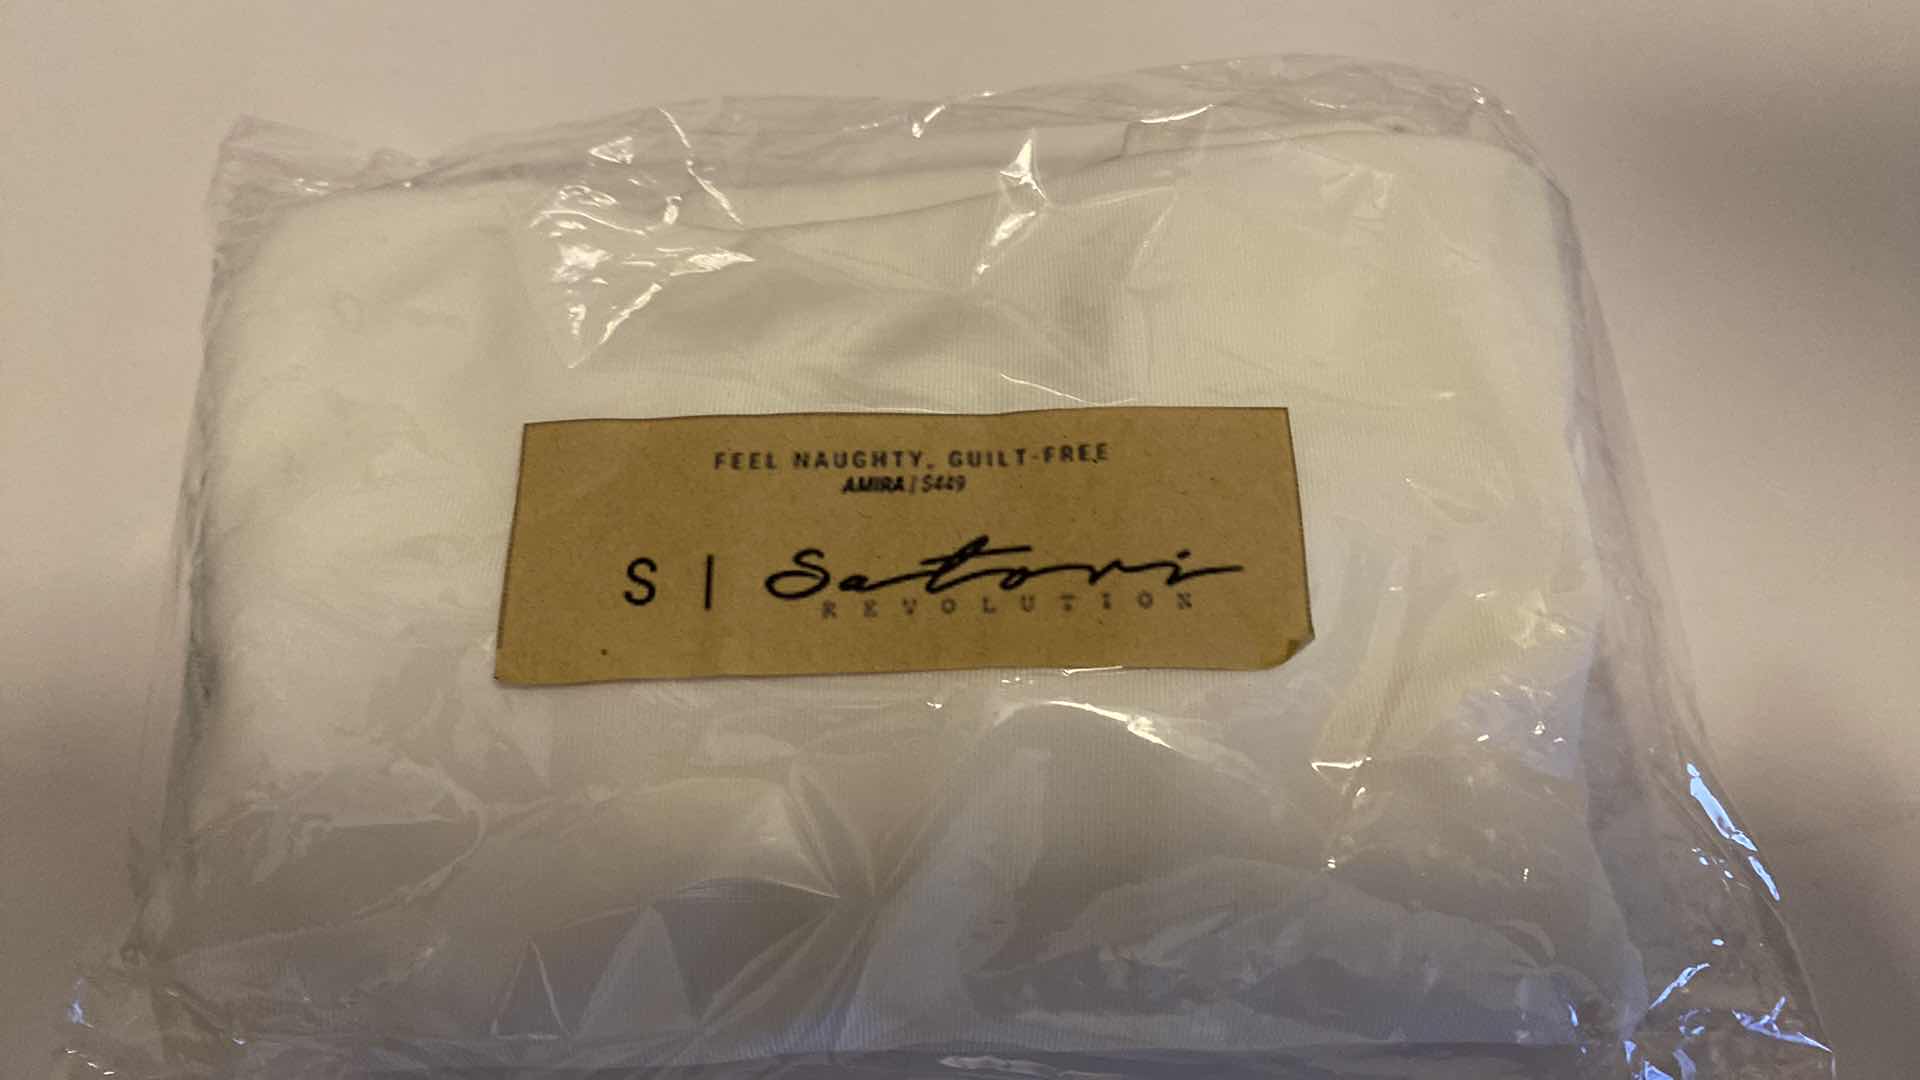 FEEL NAUGHTY, GUILT-FREE
AMIRA / $449
S | Satori
REVOLUTION